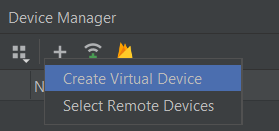 Device Manager
N
Create Virtual Device
Select Remote Devices